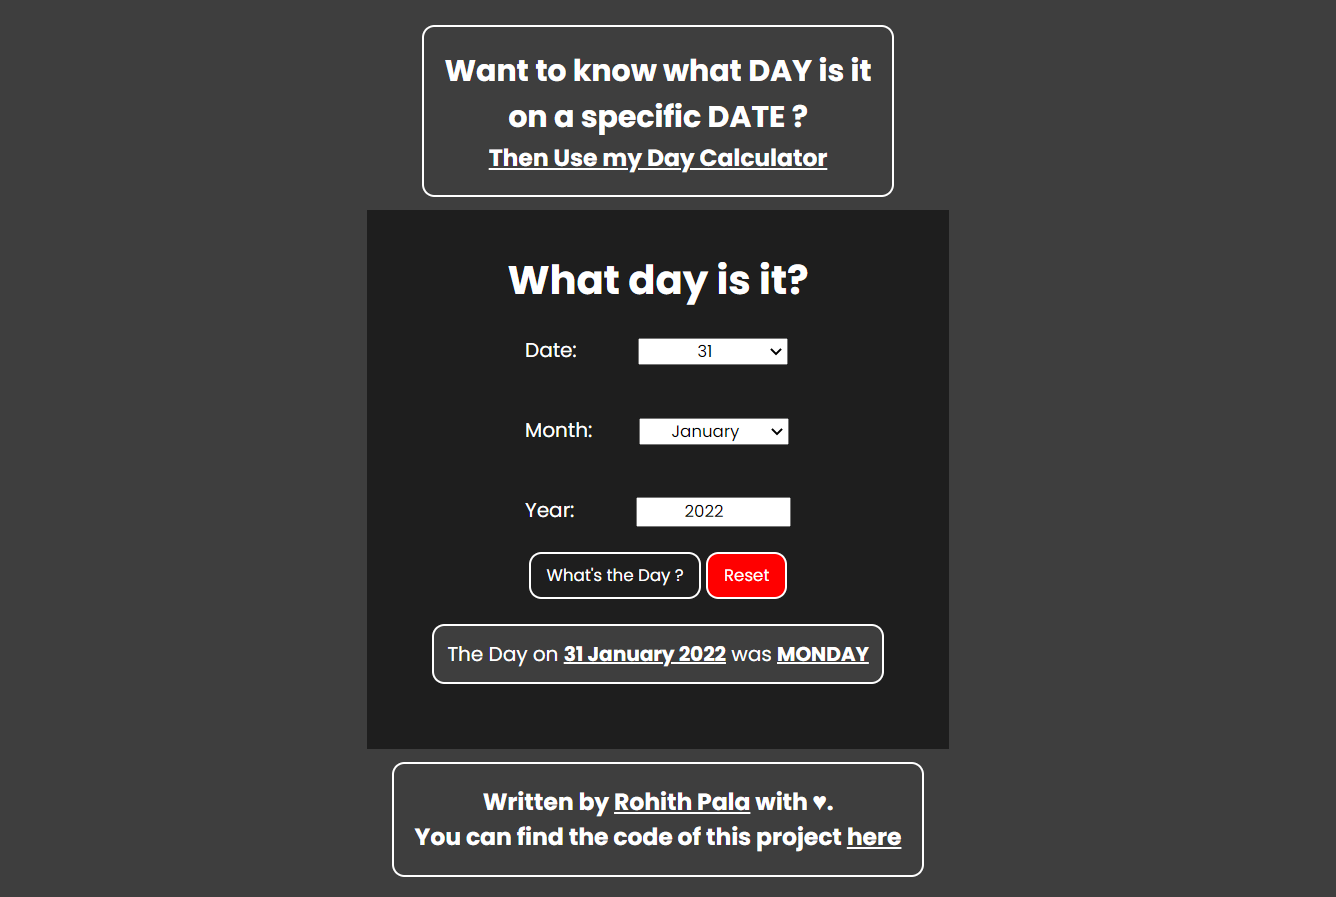 Want to know what DAY is it
on a specific DATE ?
Then Use my Day Calculator
What day is it?
Date: 31
Month: January
Year: 2022
What's the Day ? Reset
The Day on 31 January 2022 was MONDAY
Written by Rohith Pala with ♥.
You can find the code of this project here